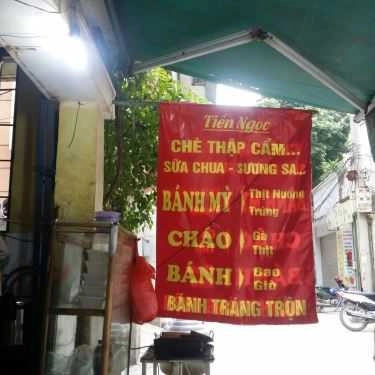 Tiến Ngọc
CHÈ THẬP CẨM...
SỮA CHUA - SƯƠNG SA...
BÁNH MỲ } Thịt Nướng
Trứng
CHÁO } Gà
Thịt
BÁNH } Bao
Giò
BÁNH TRÁNG TRỘN